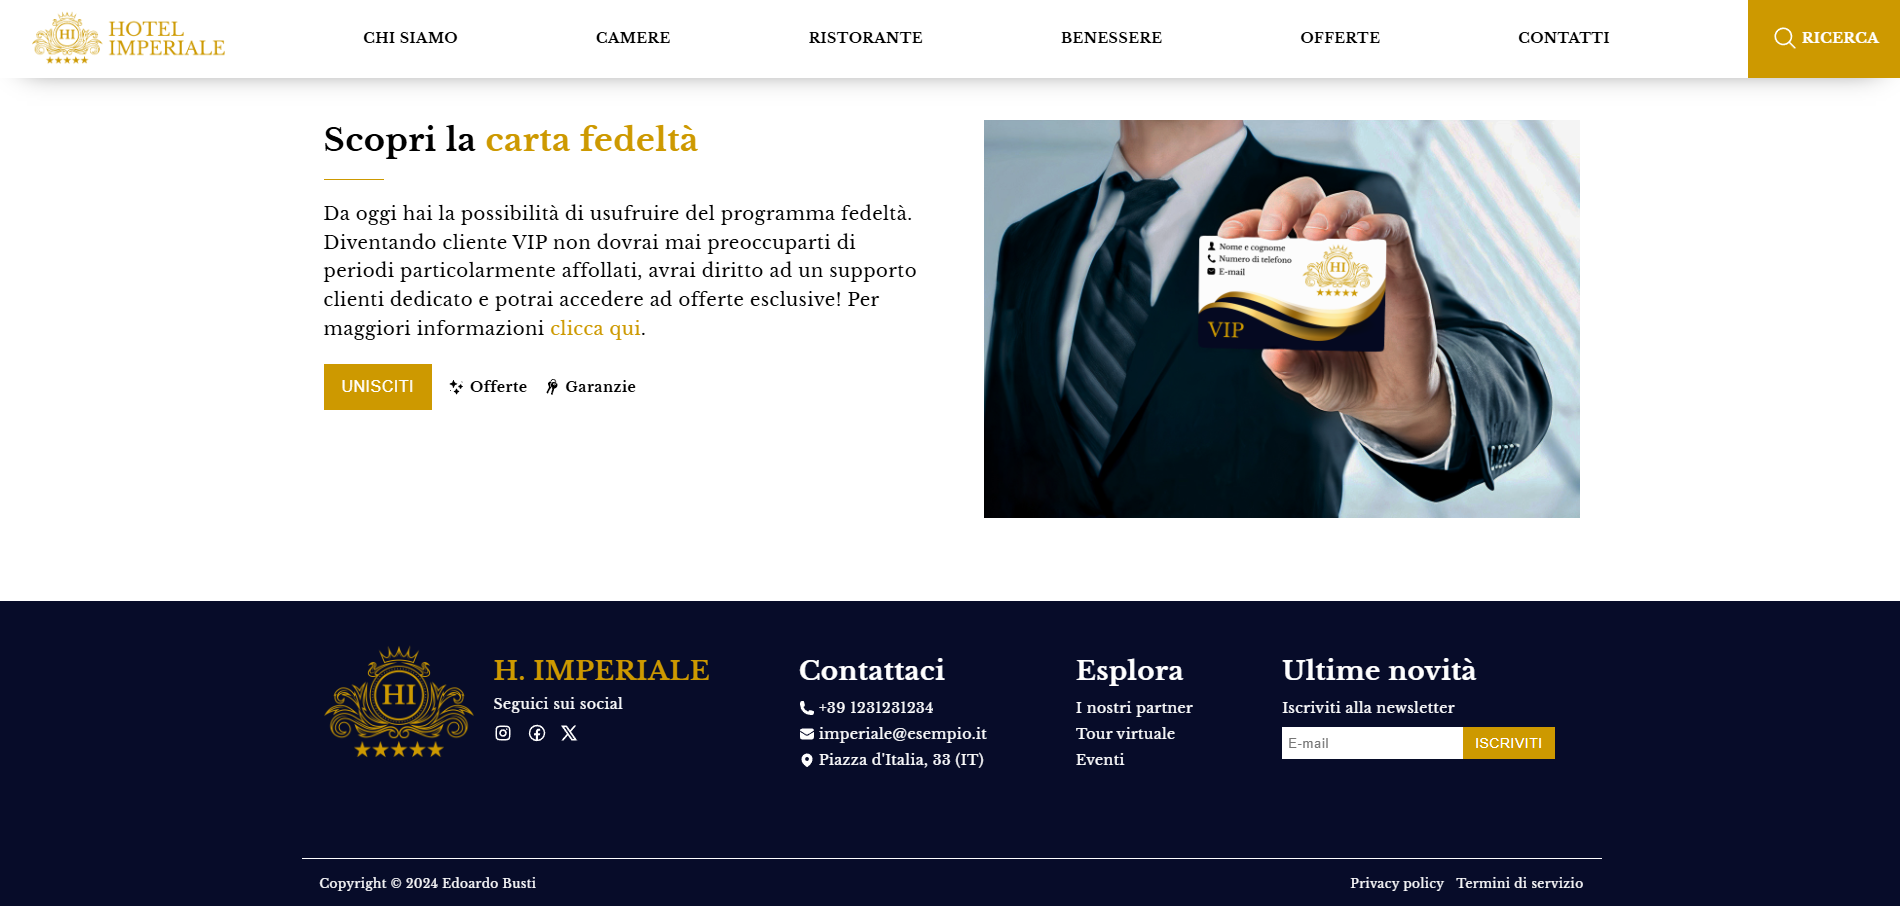 HI
HOTEL
IMPERIALE
CHI SIAMO
CAMERE
RISTORANTE
BENESSERE
OFFERTE
CONTATTI
RICERCA
Scopri la carta fedeltà
Da oggi hai la possibilità di usufruire del programma fedeltà.
Diventando cliente VIP non dovrai mai preoccuparti di
periodi particolarmente affollati, avrai diritto ad un supporto
clienti dedicato e potrai accedere ad offerte esclusive! Per
maggiori informazioni clicca qui.
UNISCITI
Offerte
Garanzie
Nome e cognome
Numero di telefono
E-mail
HI
VIP
HI
H. IMPERIALE
Seguici sui social
Contattaci
+39 1231231234
imperiale@esempio.it
Piazza d'Italia, 33 (IT)
Esplora
I nostri partner
Tour virtuale
Eventi
Ultime novità
Iscriviti alla newsletter
E-mail
ISCRIVITI
Copyright © 2024 Edoardo Busti
Privacy policy
Termini di servizio